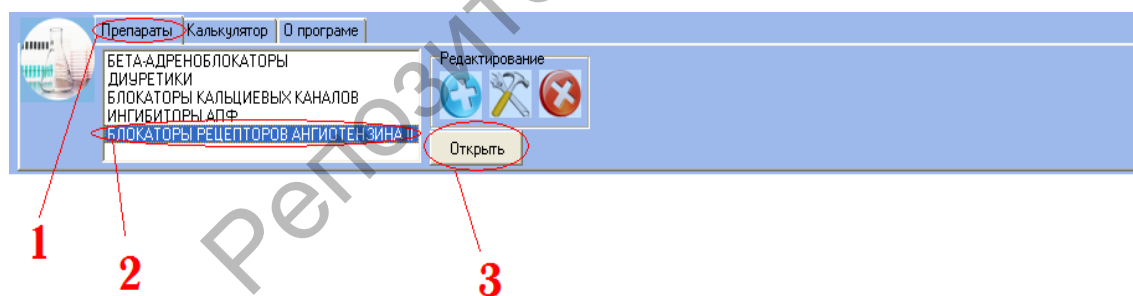 Препараты Калькулятор О програме
БЕТА-АДРЕНОБЛОКАТОРЫ
ДИУРЕТИКИ
БЛОКАТОРЫ КАЛЬЦИЕВЫХ КАНАЛОВ
ИНГИБИТОРЫ АПФ
БЛОКАТОРЫ РЕЦЕПТОРОВ АНГИОТЕНЗИНА II
Редактирование
Открыть
1
2
3